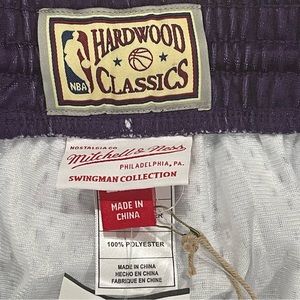 HARDWOOD
NBA
CLASSICS
NOSTALGIA CO.
Mitchell & Ness
PHILADELPHIA, PA.
SWINGMAN COLLECTION
MADE IN
CHINA
100% POLYESTER
MADE IN CHINA
HECHO EN CHINA
FABRIQUE EN CHINE